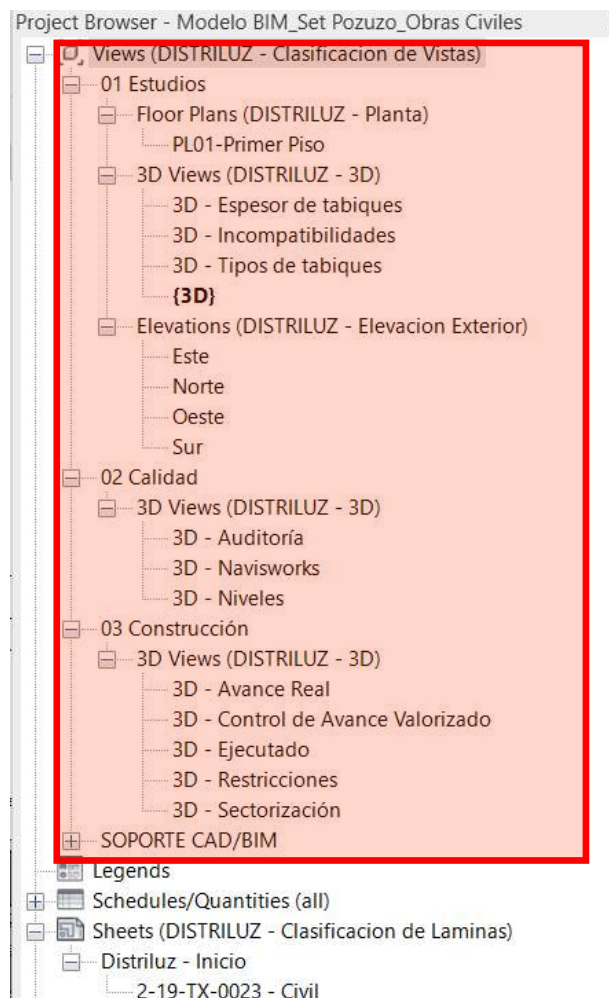 Project Browser - Modelo BIM_Set Pozuzo_Obras Civiles
Views (DISTRILUZ - Clasificacion de Vistas)
01 Estudios
Floor Plans (DISTRILUZ - Planta)
PL01-Primer Piso
3D Views (DISTRILUZ - 3D)
3D - Espesor de tabiques
3D - Incompatibilidades
3D - Tipos de tabiques
{3D}
Elevations (DISTRILUZ - Elevacion Exterior)
Este
Norte
Oeste
Sur
02 Calidad
3D Views (DISTRILUZ - 3D)
3D - Auditoría
3D - Navisworks
3D - Niveles
03 Construcción
3D Views (DISTRILUZ - 3D)
3D - Avance Real
3D - Control de Avance Valorizado
3D - Ejecutado
3D - Restricciones
3D - Sectorización
SOPORTE CAD/BIM
Legends
Schedules/Quantities (all)
Sheets (DISTRILUZ - Clasificacion de Laminas)
Distriluz - Inicio
2-19-TX-0023 - Civil